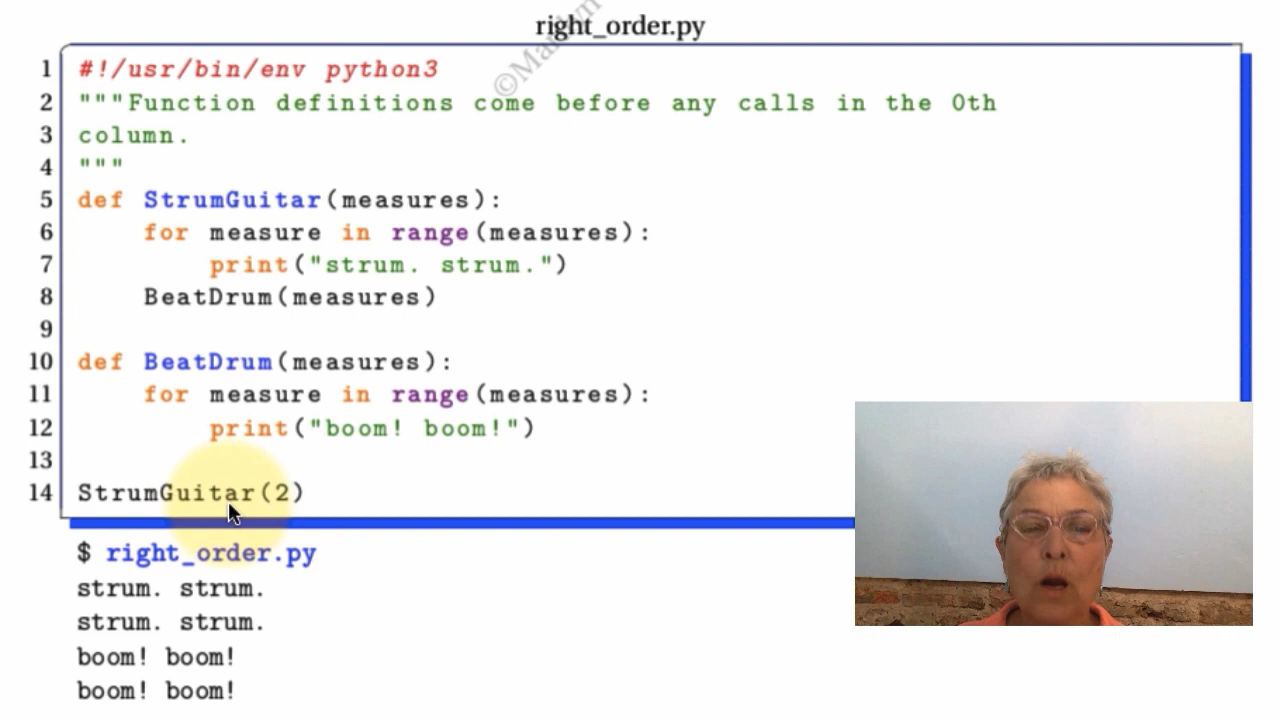 right_order.py
1 #!/usr/bin/env python3
2 """Function definitions come before any calls in the 0th
3 column.
4 """
5 def StrumGuitar(measures):
6     for measure in range(measures):
7         print("strum. strum.")
8     BeatDrum(measures)
9
10 def BeatDrum(measures):
11     for measure in range(measures):
12         print("boom! boom!")
13
14 StrumGuitar(2)
$ right_order.py
strum. strum.
strum. strum.
boom! boom!
boom! boom!